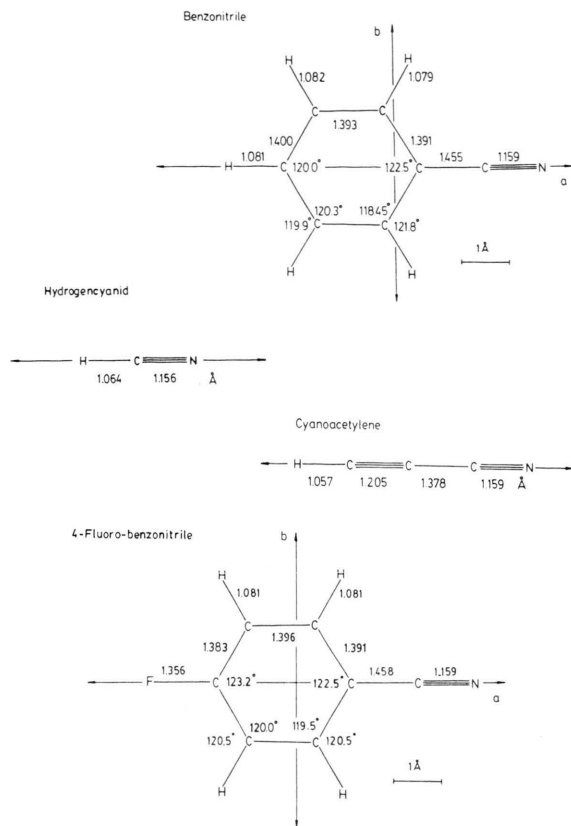 Benzonitrile
b
H H
1.082 1.079
C C
1.393
1.400 1.391
1.081 1.455 1.159
H C 120.0° 122.5° C C N
a
120.3° 118.45°
119.9° C C 121.8°
H H
1Å
Hydrogencyanid
H C N
1.064 1.156 Å
Cyanoacetylene
H C C C N
1.057 1.205 1.378 1.159 Å
4-Fluoro-benzonitrile
b
H H
1.081 1.081
C C
1.396
1.383 1.391
1.356 1.458 1.159
F C 123.2° 122.5° C C N
a
120.0° 119.5°
120.5° C C 120.5°
H H
1Å